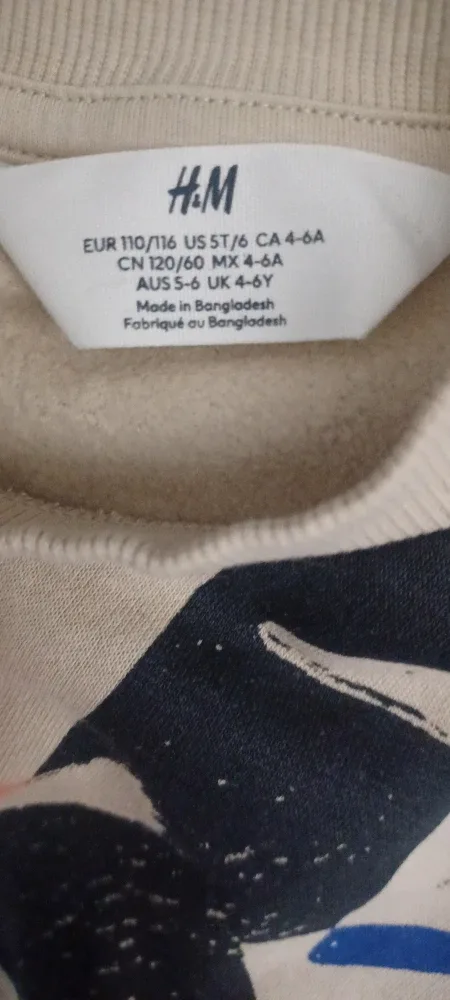 H&M
EUR 110/116 US 5T/6 CA 4-6A
CN 120/60 MX 4-6A
AUS 5-6 UK 4-6Y
Made in Bangladesh
Fabriqué au Bangladesh